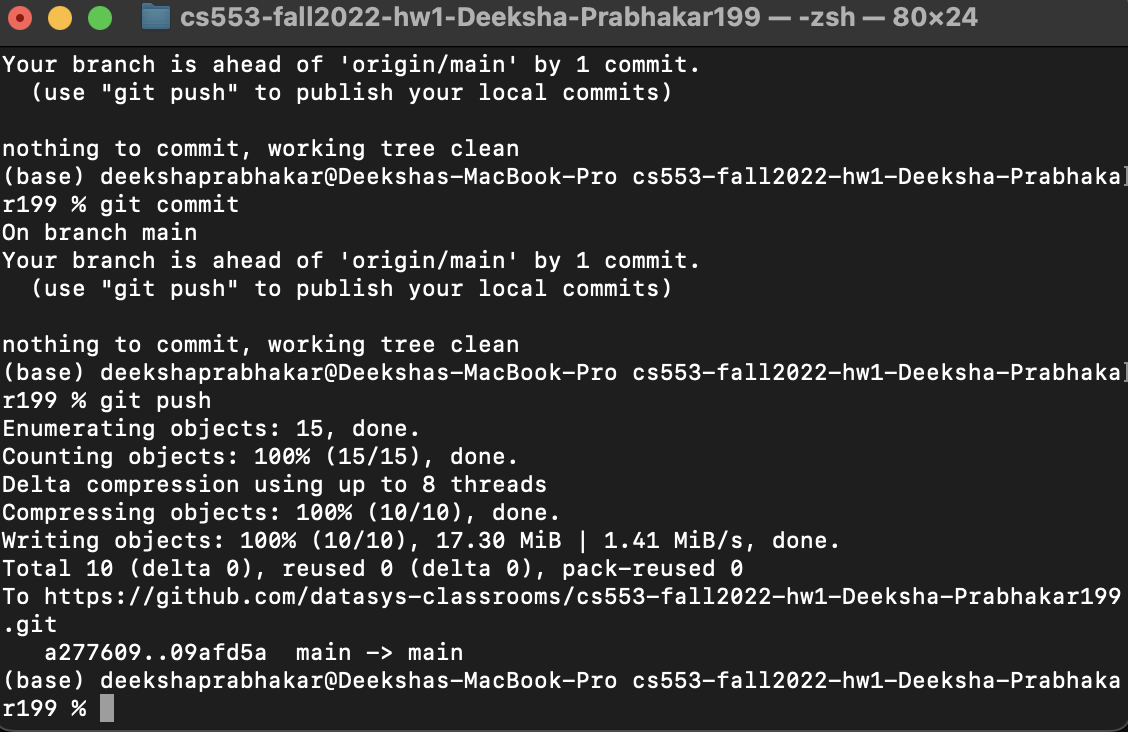 cs553-fall2022-hw1-Deeksha-Prabhakar199 — -zsh — 80×24
Your branch is ahead of 'origin/main' by 1 commit.
  (use "git push" to publish your local commits)

nothing to commit, working tree clean
(base) deekshaprabhakar@Deekshas-MacBook-Pro cs553-fall2022-hw1-Deeksha-Prabhaka]
r199 % git commit
On branch main
Your branch is ahead of 'origin/main' by 1 commit.
  (use "git push" to publish your local commits)

nothing to commit, working tree clean
(base) deekshaprabhakar@Deekshas-MacBook-Pro cs553-fall2022-hw1-Deeksha-Prabhaka]
r199 % git push
Enumerating objects: 15, done.
Counting objects: 100% (15/15), done.
Delta compression using up to 8 threads
Compressing objects: 100% (10/10), done.
Writing objects: 100% (10/10), 17.30 MiB | 1.41 MiB/s, done.
Total 10 (delta 0), reused 0 (delta 0), pack-reused 0
To https://github.com/datasys-classrooms/cs553-fall2022-hw1-Deeksha-Prabhakar199
.git
   a277609..09afd5a  main -> main
(base) deekshaprabhakar@Deekshas-MacBook-Pro cs553-fall2022-hw1-Deeksha-Prabhaka
r199 %